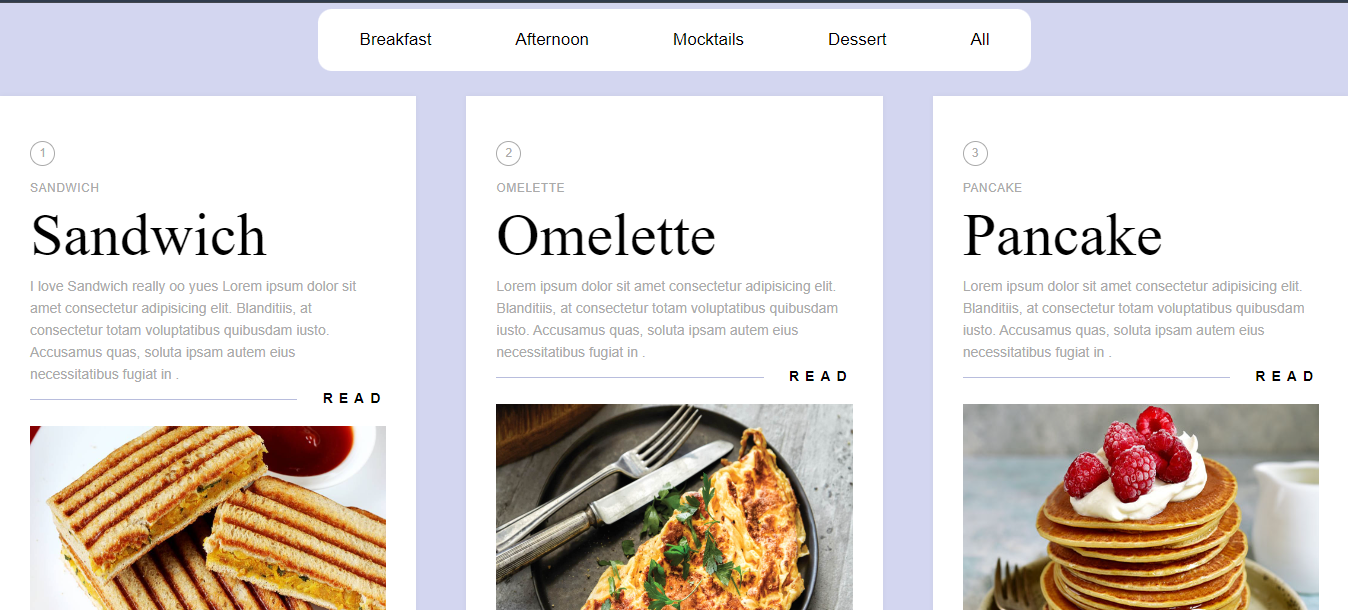 Breakfast
Afternoon
Mocktails
Dessert
All
1
SANDWICH
Sandwich
I love Sandwich really oo yues Lorem ipsum dolor sit
amet consectetur adipisicing elit. Blanditiis, at
consectetur totam voluptatibus quibusdam iusto.
Accusamus quas, soluta ipsam autem eius
necessitatibus fugiat in .
READ
2
OMELETTE
Omelette
Lorem ipsum dolor sit amet consectetur adipisicing elit.
Blanditiis, at consectetur totam voluptatibus quibusdam
iusto. Accusamus quas, soluta ipsam autem eius
necessitatibus fugiat in .
READ
3
PANCAKE
Pancake
Lorem ipsum dolor sit amet consectetur adipisicing elit.
Blanditiis, at consectetur totam voluptatibus quibusdam
iusto. Accusamus quas, soluta ipsam autem eius
necessitatibus fugiat in .
READ